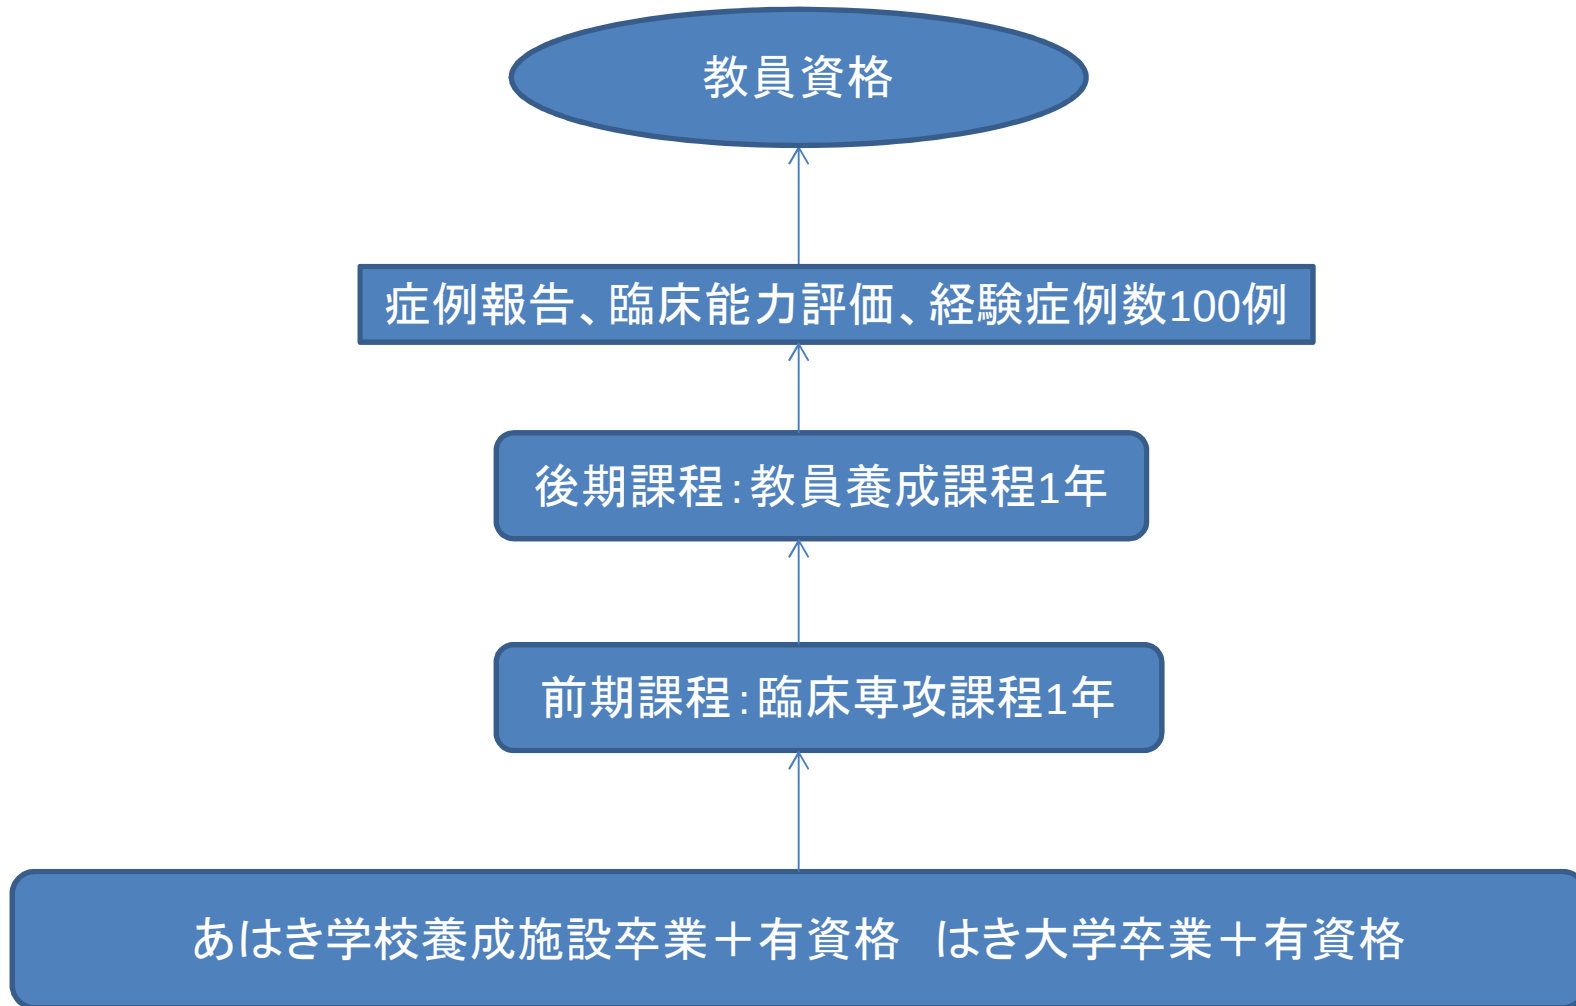 教員資格
症例報告、臨床能力評価、経験症例数100例
後期課程：教員養成課程1年
前期課程：臨床専攻課程1年
あはき学校養成施設卒業＋有資格　はき大学卒業＋有資格